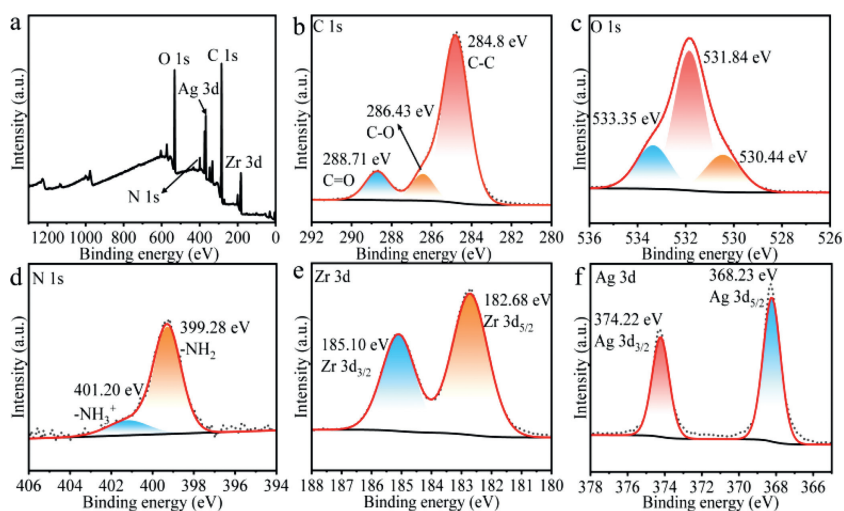 a
O 1s
C 1s
Ag 3d
Zr 3d
N 1s
Intensity (a.u.)
1200 1000 800 600 400 200 0
Binding energy (eV)
b C 1s
284.8 eV
C-C
286.43 eV
C-O
288.71 eV
C=O
Intensity (a.u.)
292 290 288 286 284 282 280
Binding energy (eV)
c O 1s
531.84 eV
533.35 eV
530.44 eV
Intensity (a.u.)
536 534 532 530 528 526
Binding energy (eV)
d N 1s
399.28 eV
-NH₂
401.20 eV
-NH₃⁺
Intensity (a.u.)
406 404 402 400 398 396 394
Binding energy (eV)
e Zr 3d
182.68 eV
Zr 3d₅/₂
185.10 eV
Zr 3d₃/₂
Intensity (a.u.)
188 187 186 185 184 183 182 181 180
Binding energy (eV)
f Ag 3d
368.23 eV
Ag 3d₅/₂
374.22 eV
Ag 3d₃/₂
Intensity (a.u.)
378 376 374 372 370 368 366
Binding energy (eV)